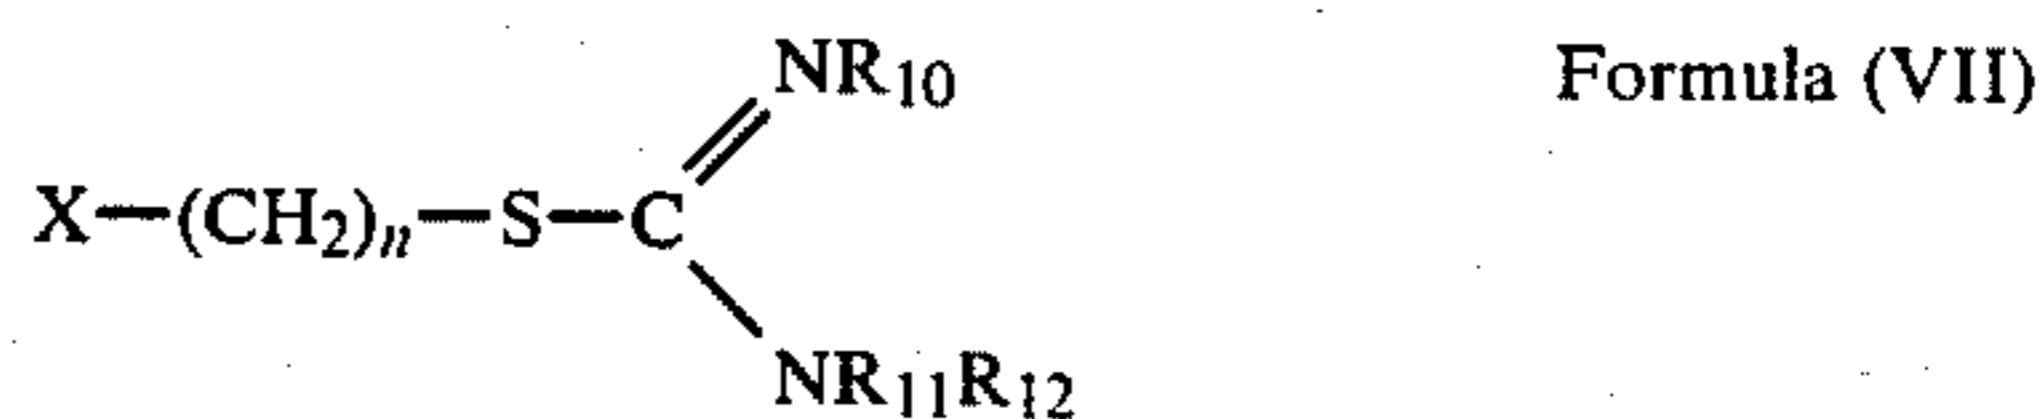 NR10
Formula (VII)
X—(CH2)n—S—C
NR11R12